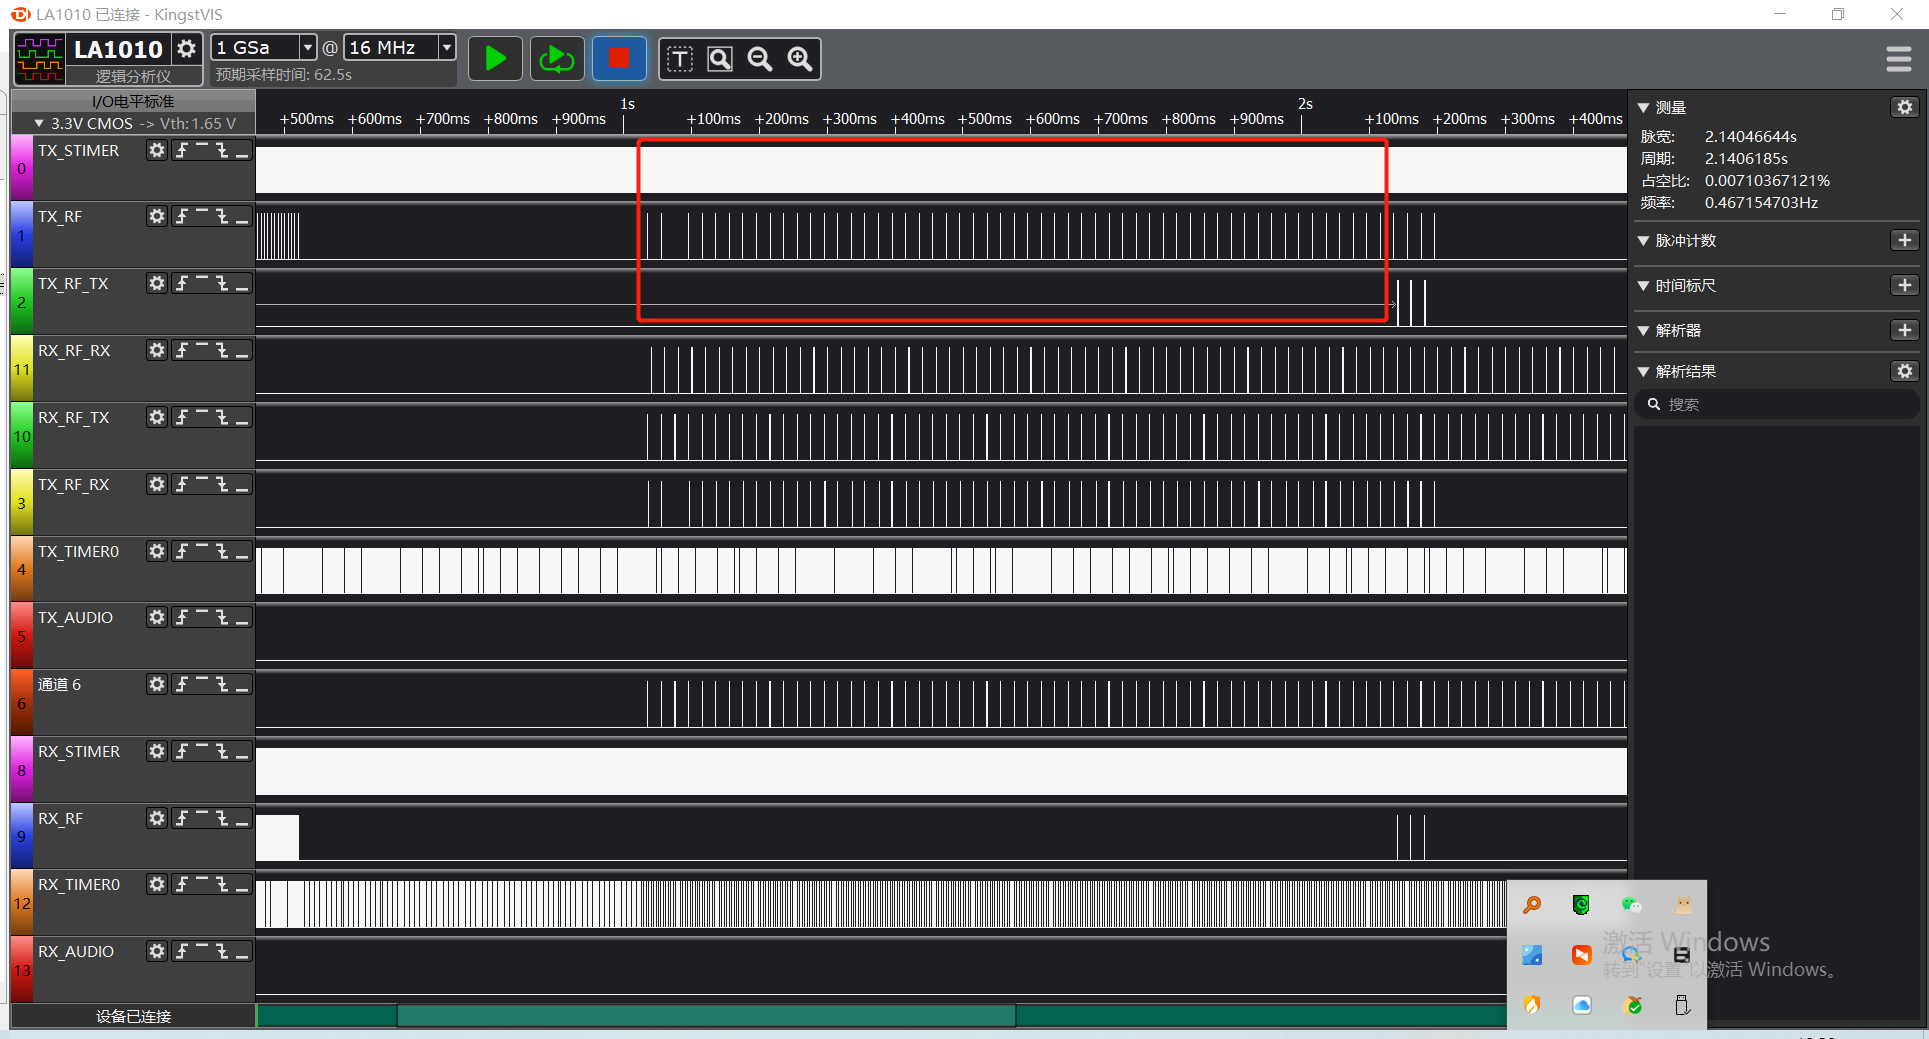 LA1010 已连接 - KingstVIS
LA1010
逻辑分析仪
1 GSa @ 16 MHz
预期采样时间: 62.5s
T
I/O电平标准
3.3V CMOS -> Vth: 1.65 V
1s 2s
+500ms +600ms +700ms +800ms +900ms +100ms +200ms +300ms +400ms +500ms +600ms +700ms +800ms +900ms +100ms +200ms +300ms +400ms
0 TX_STIMER
1 TX_RF
2 TX_RF_TX
11 RX_RF_RX
10 RX_RF_TX
3 TX_RF_RX
4 TX_TIMER0
5 TX_AUDIO
6 通道 6
8 RX_STIMER
9 RX_RF
12 RX_TIMER0
13 RX_AUDIO
设备已连接
测量
脉宽: 2.14046644s
周期: 2.1406185s
占空比: 0.00710367121%
频率: 0.467154703Hz
脉冲计数
时间标尺
解析器
解析结果
搜索
激活 Windows
转到"设置"以激活 Windows。